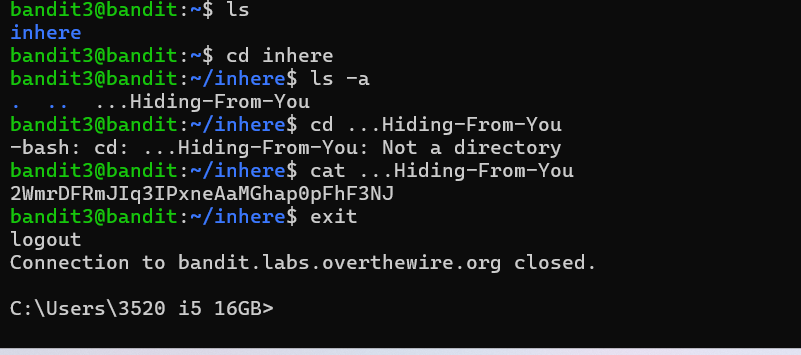 bandit3@bandit:~$ ls
inhere
bandit3@bandit:~$ cd inhere
bandit3@bandit:~/inhere$ ls -a
.  ..  ...Hiding-From-You
bandit3@bandit:~/inhere$ cd ...Hiding-From-You
-bash: cd: ...Hiding-From-You: Not a directory
bandit3@bandit:~/inhere$ cat ...Hiding-From-You
2WmrDFRmJIq3IPxneAaMGhap0pFhF3NJ
bandit3@bandit:~/inhere$ exit
logout
Connection to bandit.labs.overthewire.org closed.
C:\Users\3520 i5 16GB>